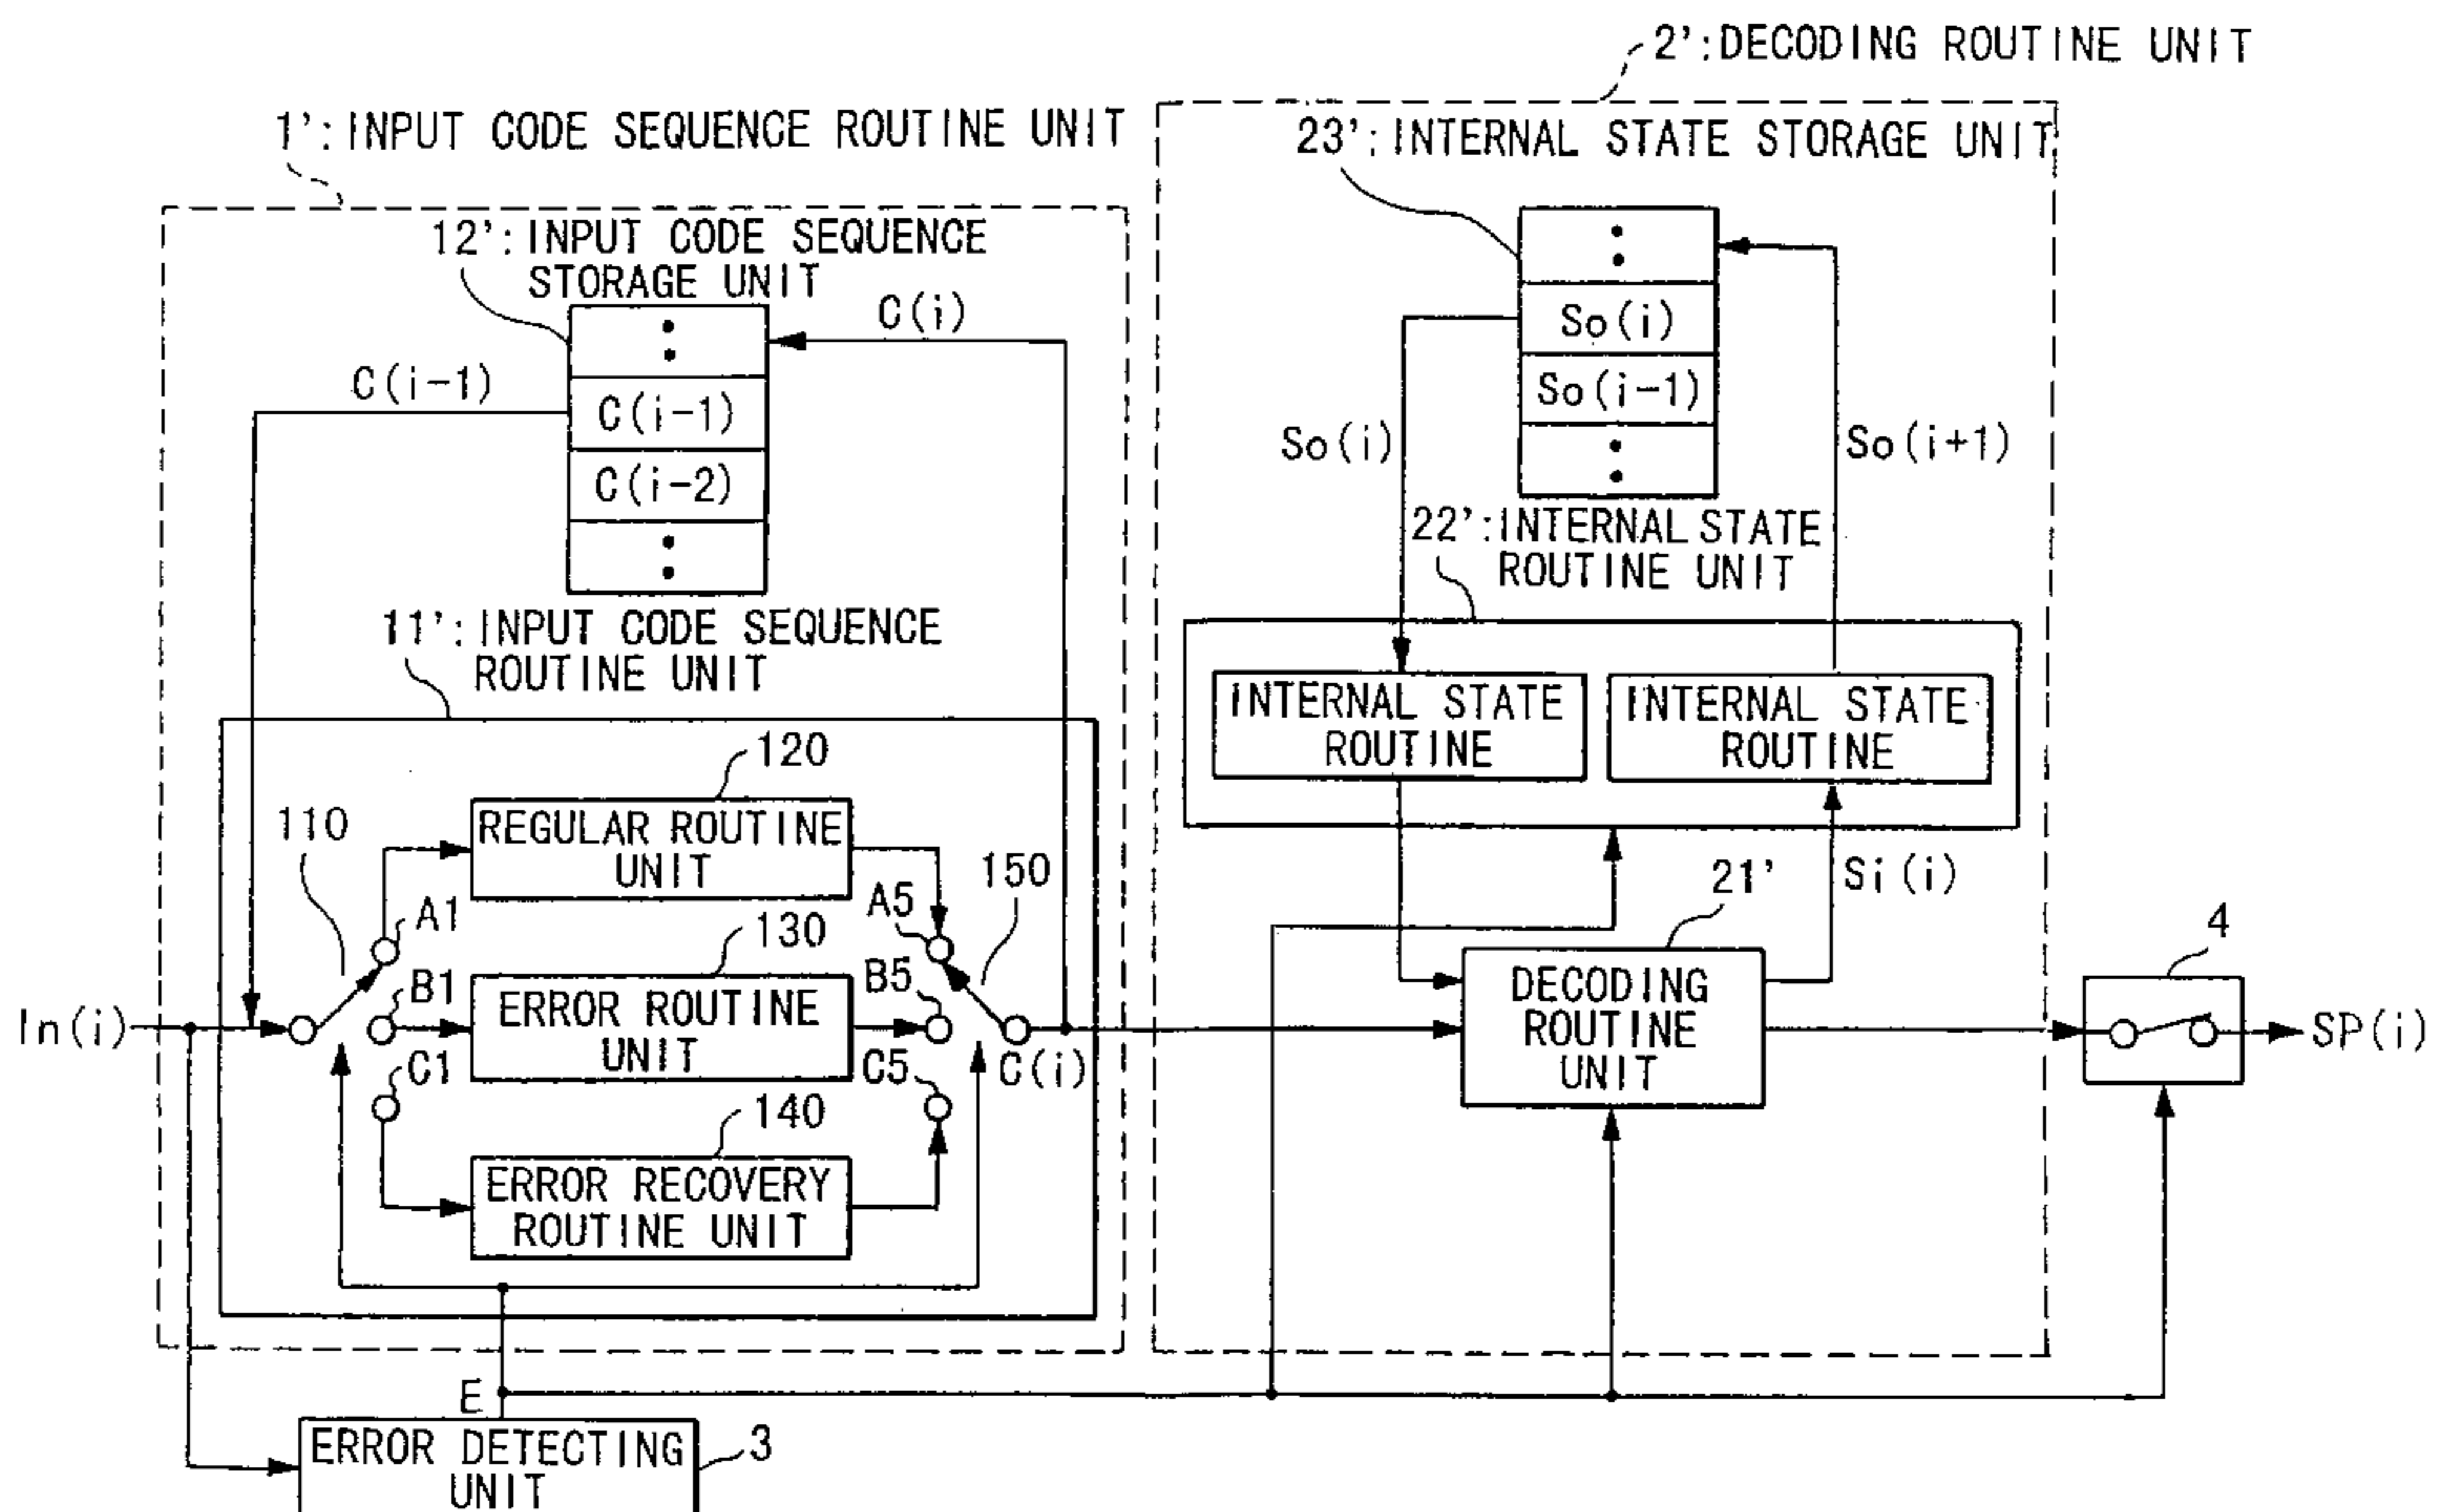 2':DECODING ROUTINE UNIT
1':INPUT CODE SEQUENCE ROUTINE UNIT
23':INTERNAL STATE STORAGE UNIT
12':INPUT CODE SEQUENCE
STORAGE UNIT
C(i)
C(i-1)
C(i-1)
C(i-2)
So(i)
So(i-1)
So(i)
So(i+1)
22':INTERNAL STATE
ROUTINE UNIT
11':INPUT CODE SEQUENCE
ROUTINE UNIT
INTERNAL STATE
ROUTINE
INTERNAL STATE
ROUTINE
120
110
REGULAR ROUTINE
UNIT
150
A1
A5
130
21'
Si(i)
4
B1
B5
ERROR ROUTINE
UNIT
In(i)
C1
C5
C(i)
DECODING
ROUTINE
UNIT
SP(i)
140
ERROR RECOVERY
ROUTINE UNIT
E
ERROR DETECTING
UNIT
3